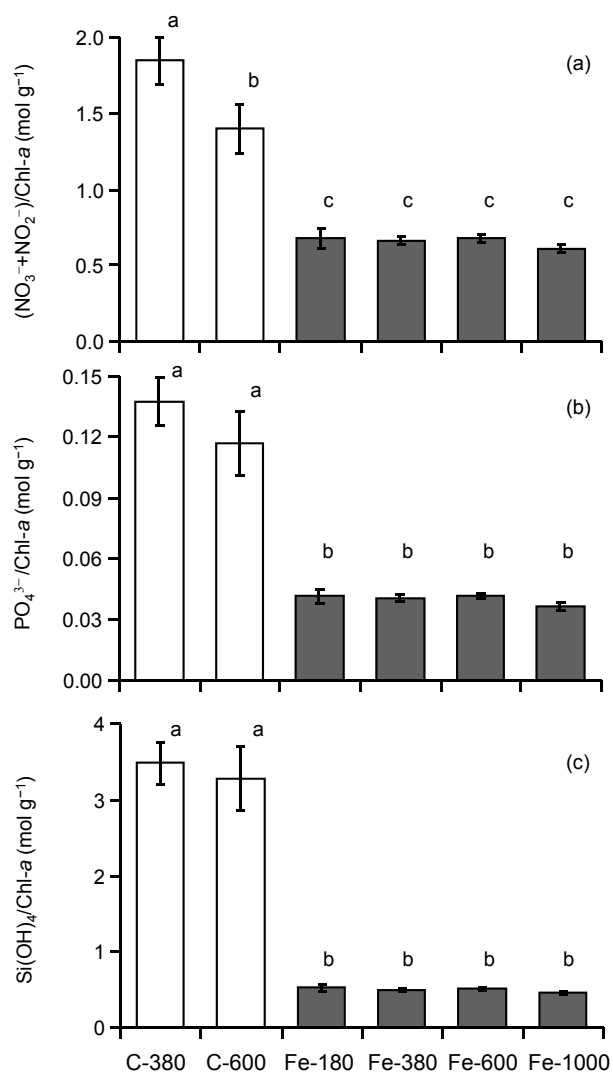 (NO₃⁻+NO₂⁻)/Chl-a (mol g⁻¹)
2.0
1.5
1.0
0.5
0.0
a
b
c
c
c
c
(a)
PO₄³⁻/Chl-a (mol g⁻¹)
0.15
0.12
0.09
0.06
0.03
0.00
a
a
b
b
b
b
(b)
Si(OH)₄/Chl-a (mol g⁻¹)
4
3
2
1
0
a
a
b
b
b
b
(c)
C-380 C-600 Fe-180 Fe-380 Fe-600 Fe-1000